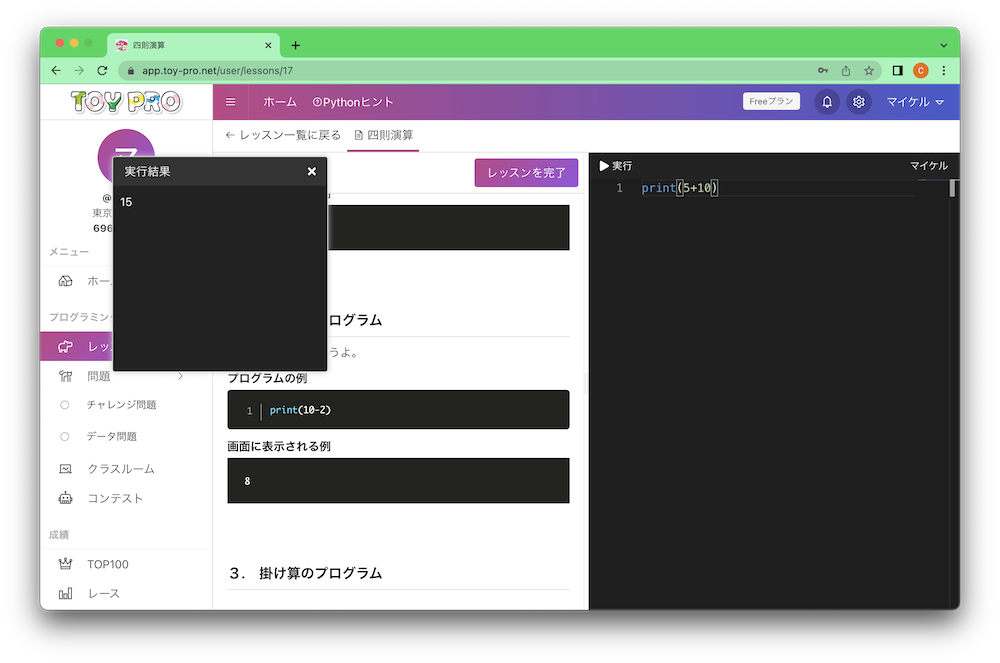 四則演算
app.toy-pro.net/user/lessons/17
C
TOY PRO
ホーム
Pythonヒント
Freeプラン
マイケル
レッスン一覧に戻る
四則演算
@
東京
696
メニュー
ホー
プログラミン
レッ
問題
チャレンジ問題
データ問題
クラスルーム
コンテスト
成績
TOP100
レース
実行結果
15
レッスンを完了
ログラム
うよ。
プログラムの例
1 print(10-2)
画面に表示される例
8
3. 掛け算のプログラム
実行
マイケル
1 print(5+10)